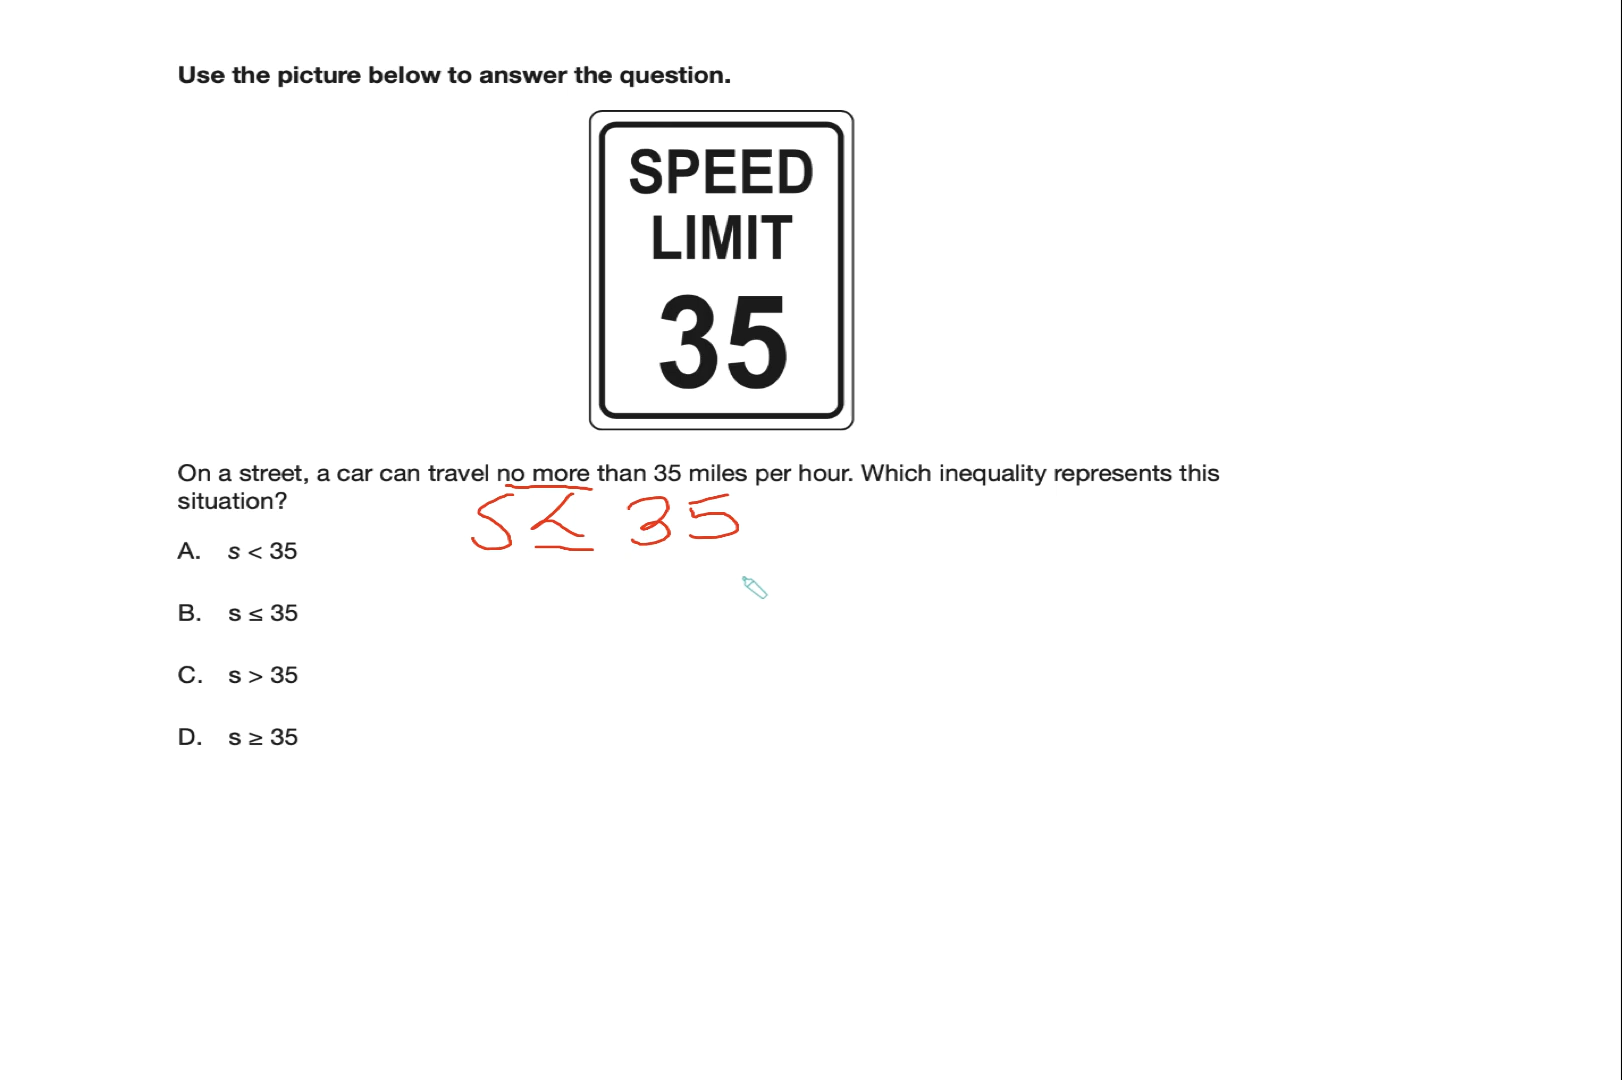 Use the picture below to answer the question.
SPEED
LIMIT
35
On a street, a car can travel no more than 35 miles per hour. Which inequality represents this
situation?
s ≤ 35
A. s < 35
B. s ≤ 35
C. s > 35
D. s ≥ 35